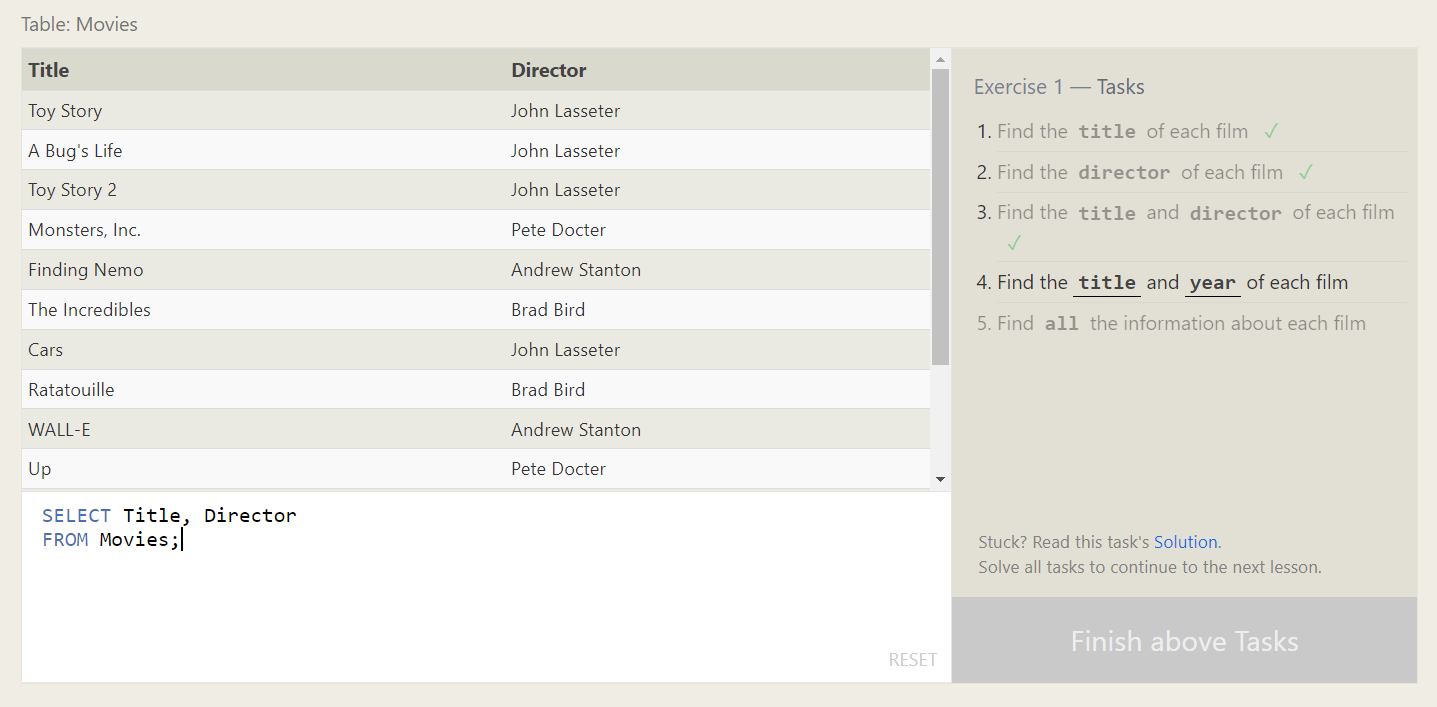 Table: Movies
Title Director
Toy Story John Lasseter
A Bug's Life John Lasseter
Toy Story 2 John Lasseter
Monsters, Inc. Pete Docter
Finding Nemo Andrew Stanton
The Incredibles Brad Bird
Cars John Lasseter
Ratatouille Brad Bird
WALL-E Andrew Stanton
Up Pete Docter
SELECT Title, Director
FROM Movies;
RESET
Exercise 1 — Tasks
1. Find the title of each film ✓
2. Find the director of each film ✓
3. Find the title and director of each film
✓
4. Find the title and year of each film
5. Find all the information about each film
Stuck? Read this task's Solution.
Solve all tasks to continue to the next lesson.
Finish above Tasks